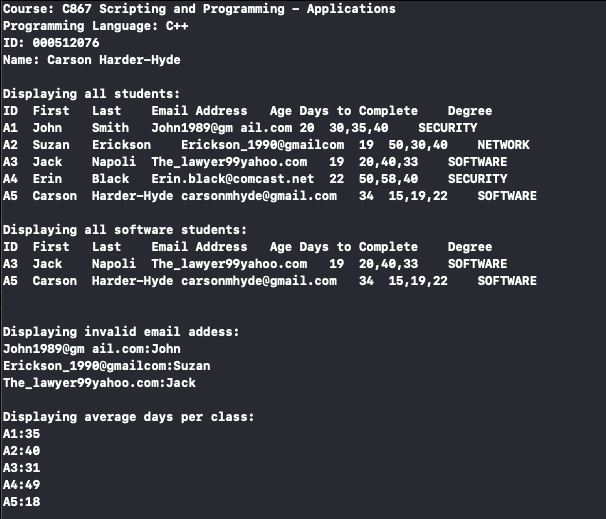 Course: C867 Scripting and Programming - Applications
Programming Language: C++
ID: 000512076
Name: Carson Harder-Hyde
Displaying all students:
ID First Last Email Address Age Days to Complete Degree
A1 John Smith John1989@gm ail.com 20 30,35,40 SECURITY
A2 Suzan Erickson Erickson_1990@gmailcom 19 50,30,40 NETWORK
A3 Jack Napoli The_lawyer99yahoo.com 19 20,40,33 SOFTWARE
A4 Erin Black Erin.black@comcast.net 22 50,58,40 SECURITY
A5 Carson Harder-Hyde carsonmhyde@gmail.com 34 15,19,22 SOFTWARE
Displaying all software students:
ID First Last Email Address Age Days to Complete Degree
A3 Jack Napoli The_lawyer99yahoo.com 19 20,40,33 SOFTWARE
A5 Carson Harder-Hyde carsonmhyde@gmail.com 34 15,19,22 SOFTWARE
Displaying invalid email addess:
John1989@gm ail.com:John
Erickson_1990@gmailcom:Suzan
The_lawyer99yahoo.com:Jack
Displaying average days per class:
A1:35
A2:40
A3:31
A4:49
A5:18